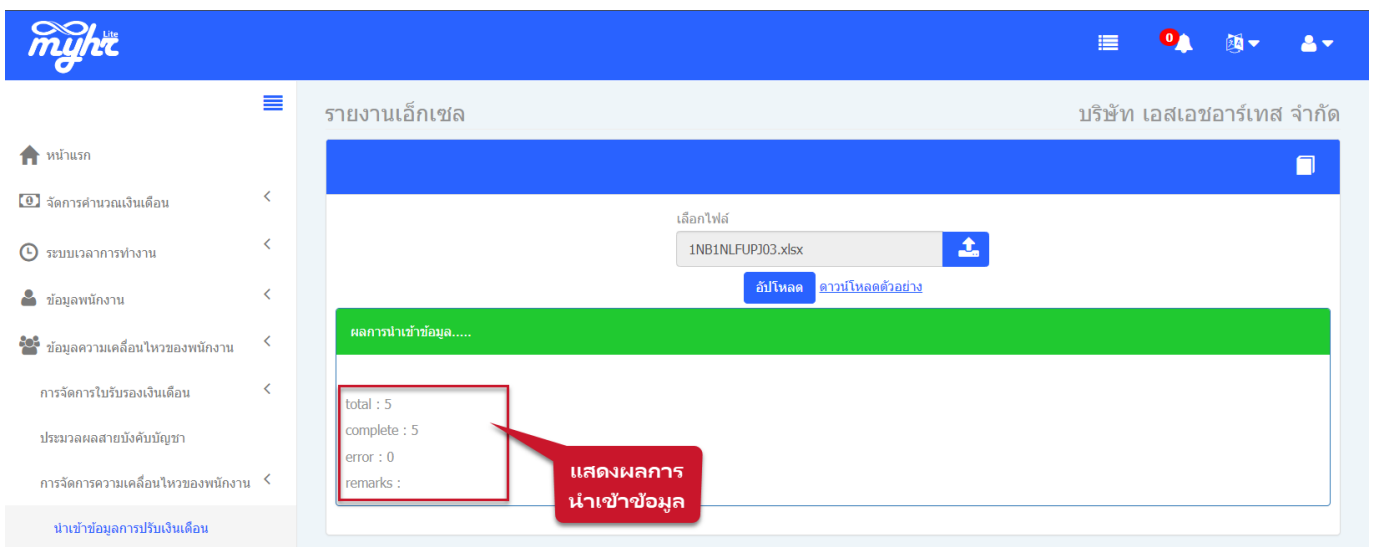 myhr Lite
0
รายงานเอ็กเซล
บริษัท เอสเอชอาร์เทส จำกัด
หน้าแรก
จัดการคำนวณเงินเดือน
ระบบเวลาการทำงาน
ข้อมูลพนักงาน
ข้อมูลความเคลื่อนไหวของพนักงาน
การจัดการใบรับรองเงินเดือน
ประมวลผลสายบังคับบัญชา
การจัดการความเคลื่อนไหวของพนักงาน
นำเข้าข้อมูลการปรับเงินเดือน
เลือกไฟล์
1NB1NLFUPJ03.xlsx
อัปโหลด ดาวน์โหลดตัวอย่าง
ผลการนำเข้าข้อมูล.....
total : 5
complete : 5
error : 0
remarks :
แสดงผลการ
นำเข้าข้อมูล